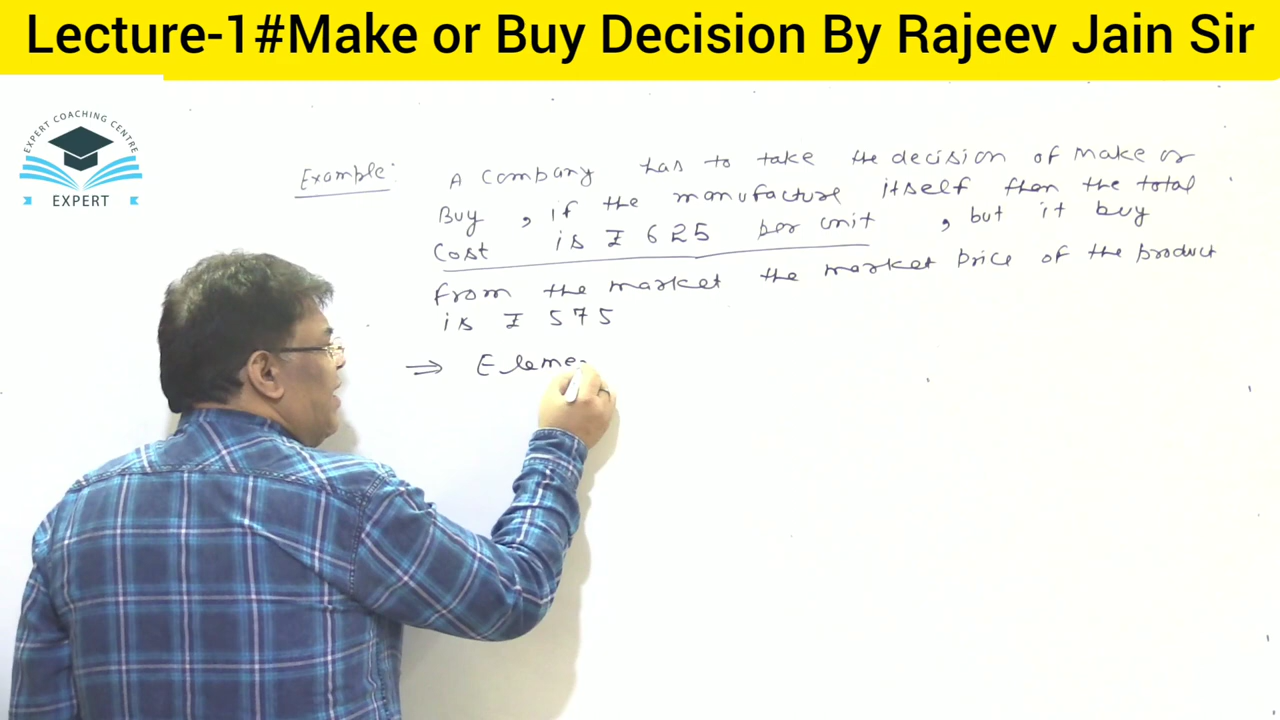 Lecture-1#Make or Buy Decision By Rajeev Jain Sir
EXPERT COACHING CENTRE
EXPERT
Example:
A Company has to take the decision of make or
Buy , if the manufacture itself then the total
Cost is ₹ 625 per unit , but it buy
from the market the market price of the product
is ₹ 575
⇒ Eleme